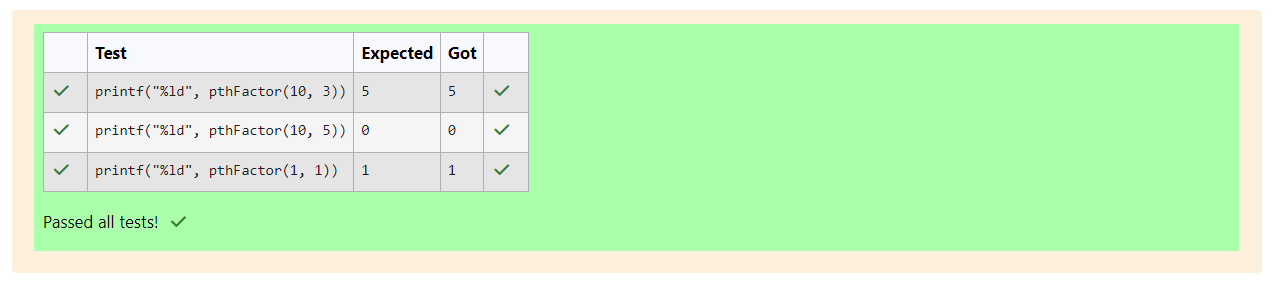 Test Expected Got
printf("%ld", pthFactor(10, 3)) 5 5
printf("%ld", pthFactor(10, 5)) 0 0
printf("%ld", pthFactor(1, 1)) 1 1
Passed all tests!